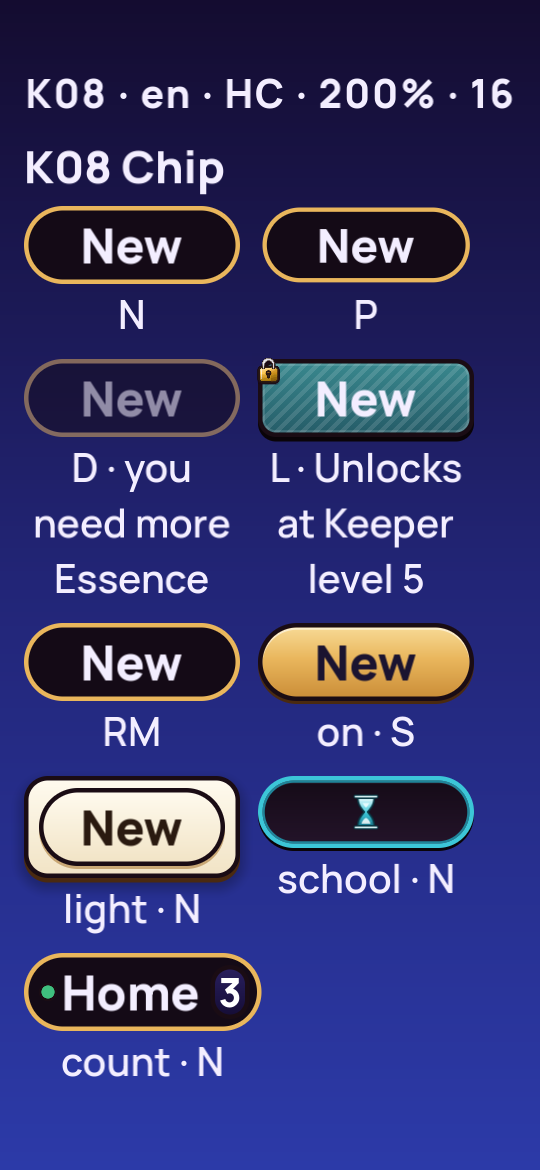 K08 · en · HC · 200% · 16
K08 Chip
New New
N P
New New
D · you L · Unlocks
need more at Keeper
Essence level 5
New New
RM on · S
New
light · N school · N
Home 3
count · N